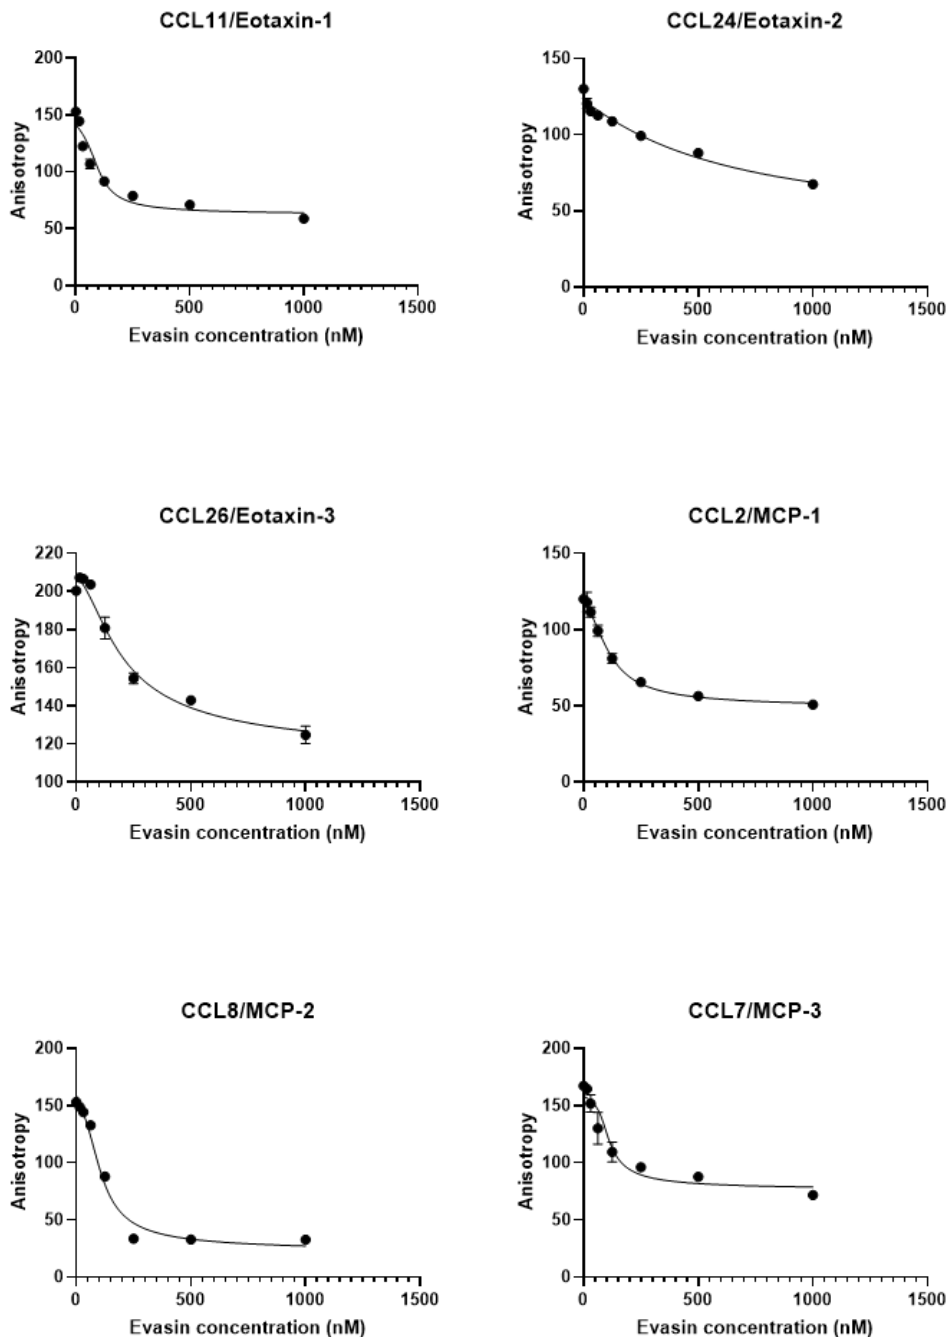 CCL11/Eotaxin-1
CCL24/Eotaxin-2
200
150
100
50
0
Anisotropy
0 500 1000 1500
Evasin concentration (nM)
150
100
50
0
Anisotropy
0 500 1000 1500
Evasin concentration (nM)
CCL26/Eotaxin-3
CCL2/MCP-1
220
200
180
160
140
120
100
Anisotropy
0 500 1000 1500
Evasin concentration (nM)
150
100
50
0
Anisotropy
0 500 1000 1500
Evasin concentration (nM)
CCL8/MCP-2
CCL7/MCP-3
200
150
100
50
0
Anisotropy
0 500 1000 1500
Evasin concentration (nM)
200
150
100
50
0
Anisotropy
0 500 1000 1500
Evasin concentration (nM)